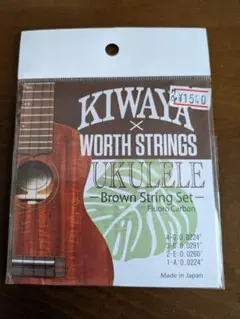 ¥1540
KIWAYA
×
WORTH STRINGS
UKULELE
—Brown String Set—
Fluoro Carbon
4-G:0.0224"
3-C:0.0291"
2-E:0.0260"
1-A:0.0224"
Made in Japan